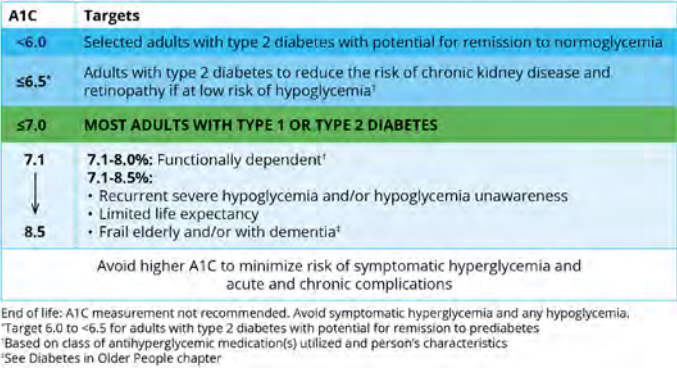 A1C Targets
<6.0 Selected adults with type 2 diabetes with potential for remission to normoglycemia
≤6.5* Adults with type 2 diabetes to reduce the risk of chronic kidney disease and
retinopathy if at low risk of hypoglycemia†
≤7.0 MOST ADULTS WITH TYPE 1 OR TYPE 2 DIABETES
7.1 7.1-8.0%: Functionally dependent†
7.1-8.5%:
• Recurrent severe hypoglycemia and/or hypoglycemia unawareness
• Limited life expectancy
8.5 • Frail elderly and/or with dementia‡
Avoid higher A1C to minimize risk of symptomatic hyperglycemia and
acute and chronic complications
End of life: A1C measurement not recommended. Avoid symptomatic hyperglycemia and any hypoglycemia.
*Target 6.0 to <6.5 for adults with type 2 diabetes with potential for remission to prediabetes
†Based on class of antihyperglycemic medication(s) utilized and person's characteristics
‡See Diabetes in Older People chapter